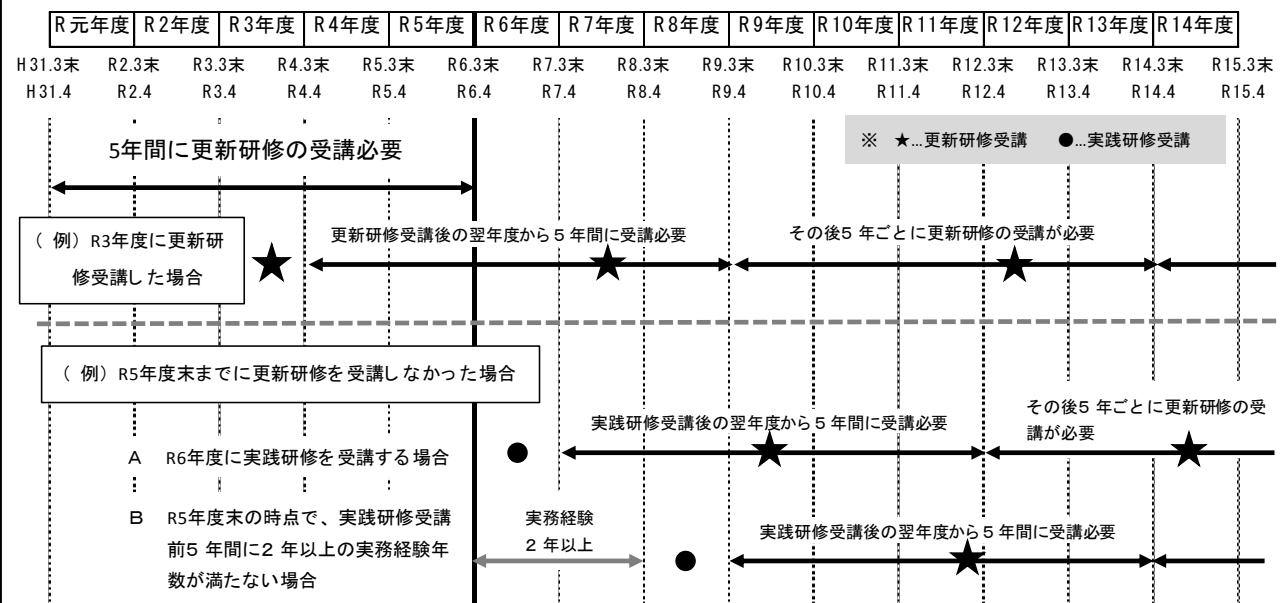 R元年度 R2年度 R3年度 R4年度 R5年度 R6年度 R7年度 R8年度 R9年度 R10年度 R11年度 R12年度 R13年度 R14年度
H31.3末 R2.3末 R3.3末 R4.3末 R5.3末 R6.3末 R7.3末 R8.3末 R9.3末 R10.3末 R11.3末 R12.3末 R13.3末 R14.3末 R15.3末
H31.4 R2.4 R3.4 R4.4 R5.4 R6.4 R7.4 R8.4 R9.4 R10.4 R11.4 R12.4 R13.4 R14.4 R15.4
5年間に更新研修の受講必要
※ ★…更新研修受講 ●…実践研修受講
(例)R3年度に更新研
修受講した場合
更新研修受講後の翌年度から5年間に受講必要
その後5年ごとに更新研修の受講が必要
(例)R5年度末までに更新研修を受講しなかった場合
A R6年度に実践研修を受講する場合
実践研修受講後の翌年度から5年間に受講必要
その後5年ごとに更新研修の受
講が必要
B R5年度末の時点で、実践研修受講
前5年間に2年以上の実務経験年
数が満たない場合
実務経験
2年以上
実践研修受講後の翌年度から5年間に受講必要